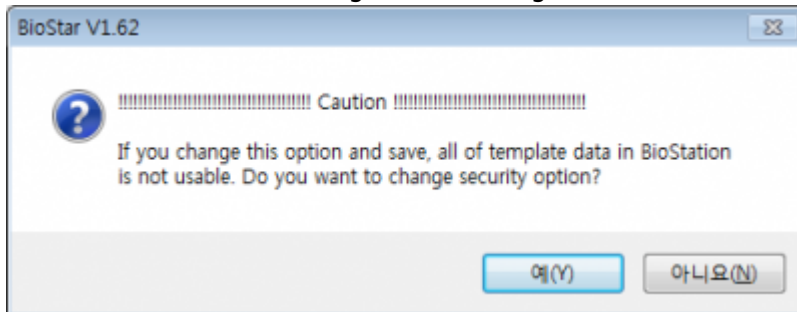 BioStar V1.62
!!!!!!!!!!!!!!!!!!!!!!!!!!!!!!!!!!!!!!! Caution !!!!!!!!!!!!!!!!!!!!!!!!!!!!!!!!!!!!!!!
If you change this option and save, all of template data in BioStation
is not usable. Do you want to change security option?
예(Y) 아니요(N)